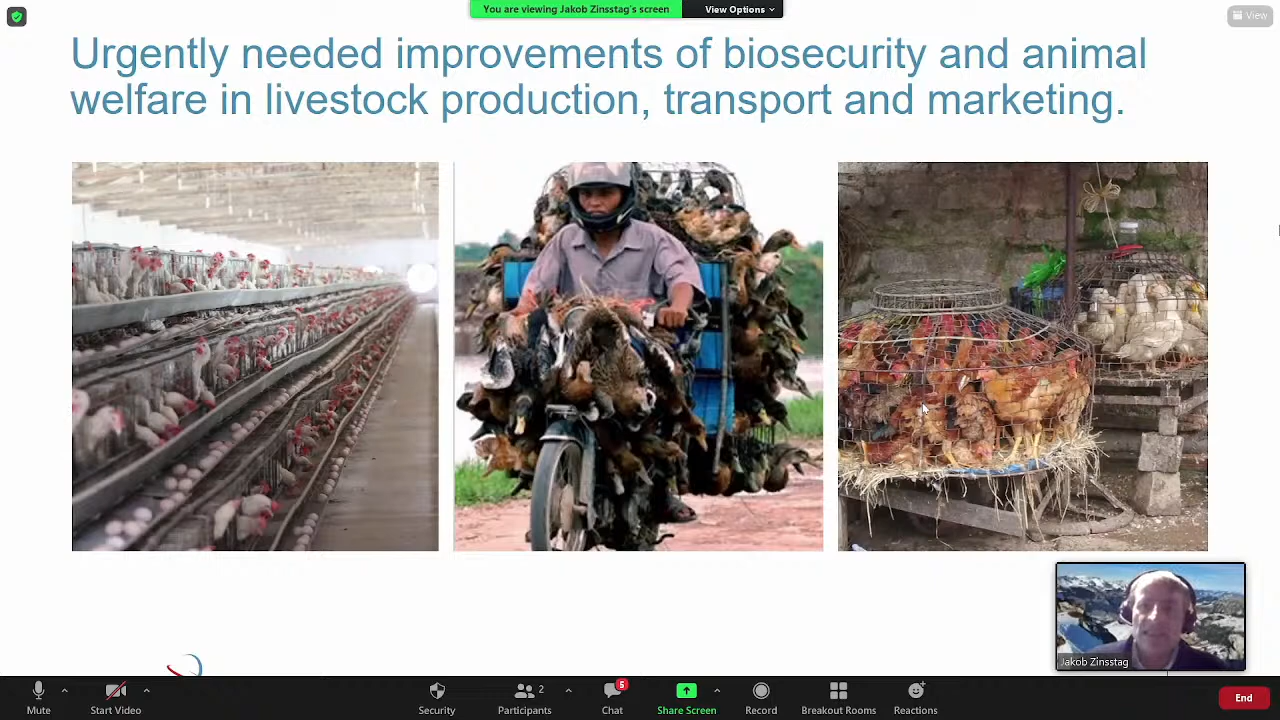 You are viewing Jakob Zinsstag's screen
View Options
View
Urgently needed improvements of biosecurity and animal
welfare in livestock production, transport and marketing.
Jakob Zinsstag
Mute
Start Video
Security
Participants
2
Chat
5
Share Screen
Record
Breakout Rooms
Reactions
End